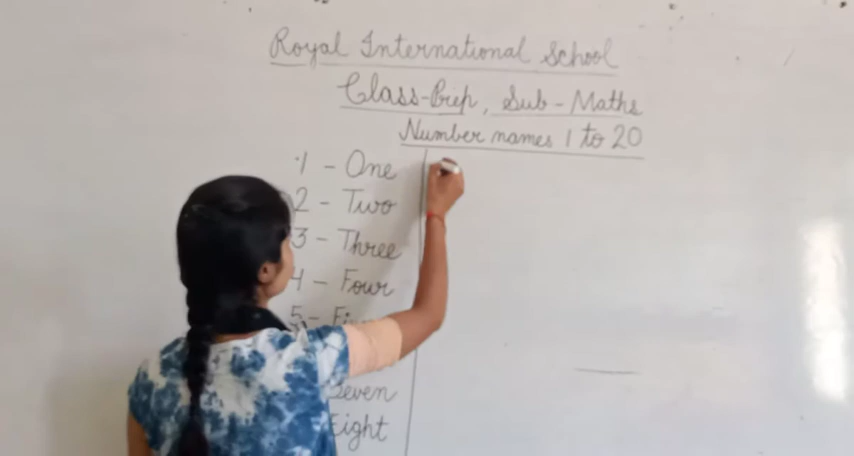 Royal International School
Class-Prep, Sub-Maths
Number names 1 to 20
1 - One
2 - Two
3 - Three
4 - Four
5 -
Seven
Eight